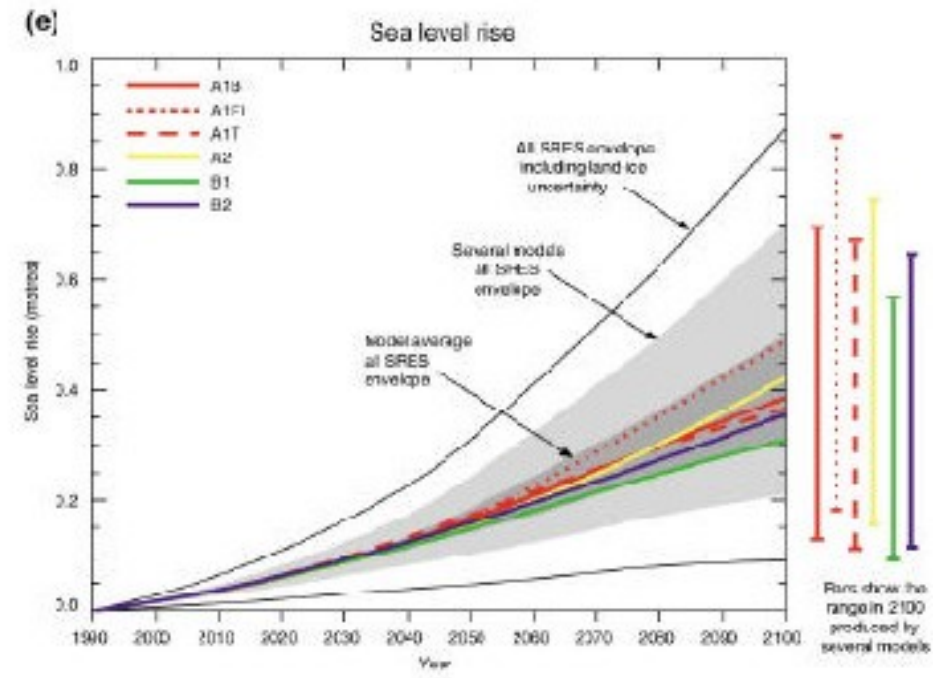 (e)
Sea level rise
1.0
0.8
0.6
0.4
0.2
0.0
Sea level rise (metres)
A1B
A1FI
A1T
A2
B1
B2
All SRES envelope
including land-ice
uncertainty
Several models
all SRES
envelope
Model average
all SRES
envelope
1990 2000 2010 2020 2030 2040 2050 2060 2070 2080 2090 2100
Year
Bars show the
range in 2100
produced by
several models